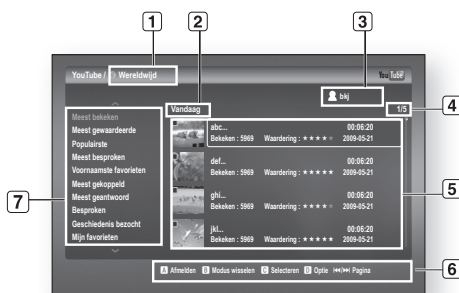 1
2
3
YouTube / Wereldwijd
You Tube
bkj
Vandaag
1/5
4
Meest bekeken
Meest gewaardeerde
Populairste
Meest besproken
Voornaamste favorieten
Meest gekoppeld
Meest geantwoord
Besproken
Geschiedenis bezocht
Mijn favorieten
7
abc... 00:06:20
Bekeken : 5969 Waardering : ★★★★★ 2009-05-21
def... 00:06:20
Bekeken : 5969 Waardering : ★★★★★ 2009-05-21
ghi... 00:06:20
Bekeken : 5969 Waardering : ★★★★★ 2009-05-21
jkl... 00:06:20
Bekeken : 5969 Waardering : ★★★★★ 2009-05-21
5
A Afmelden B Modus wisselen C Selecteren D Optie ⏮/⏭ Pagina
6